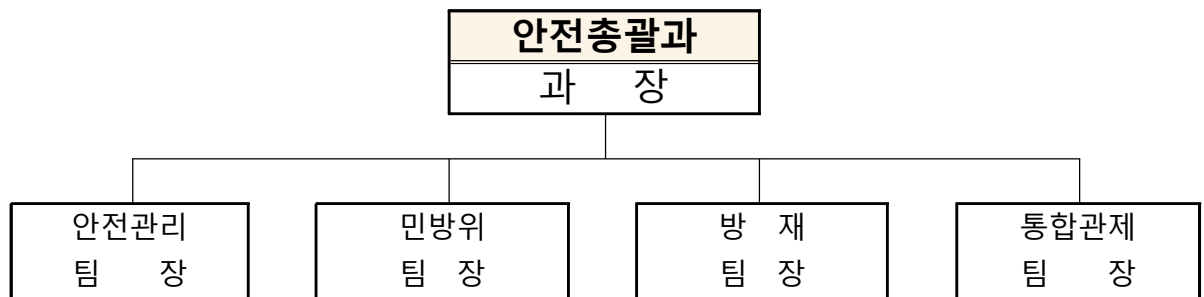 안전총괄과
과 장
안전관리
팀 장
민방위
팀 장
방 재
팀 장
통합관제
팀 장